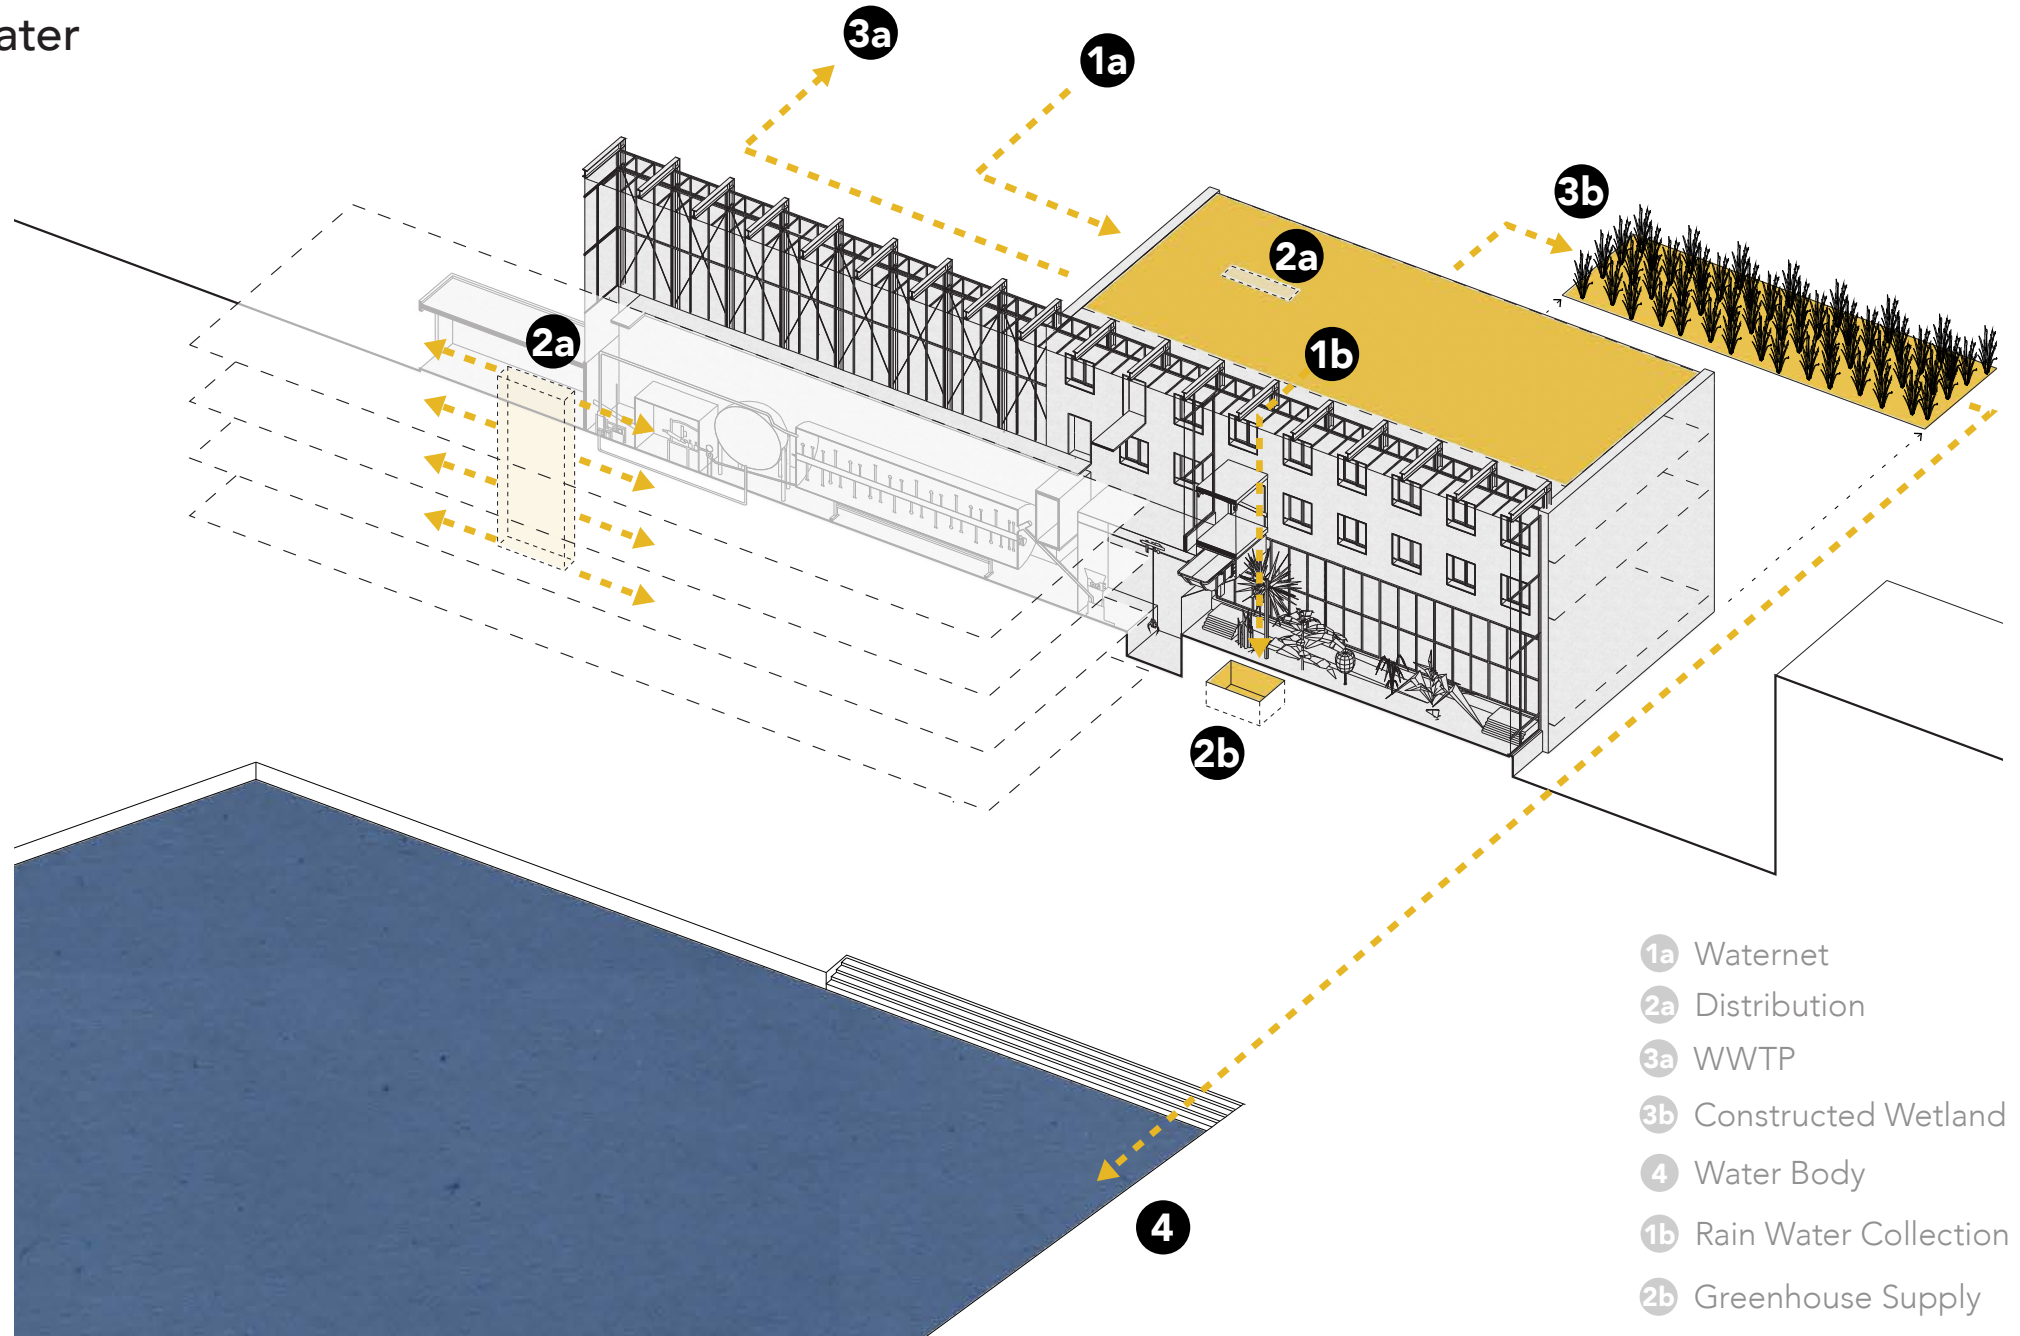 ater
3a
1a
3b
2a
2a
1b
2b
4
1a Waternet
2a Distribution
3a WWTP
3b Constructed Wetland
4 Water Body
1b Rain Water Collection
2b Greenhouse Supply